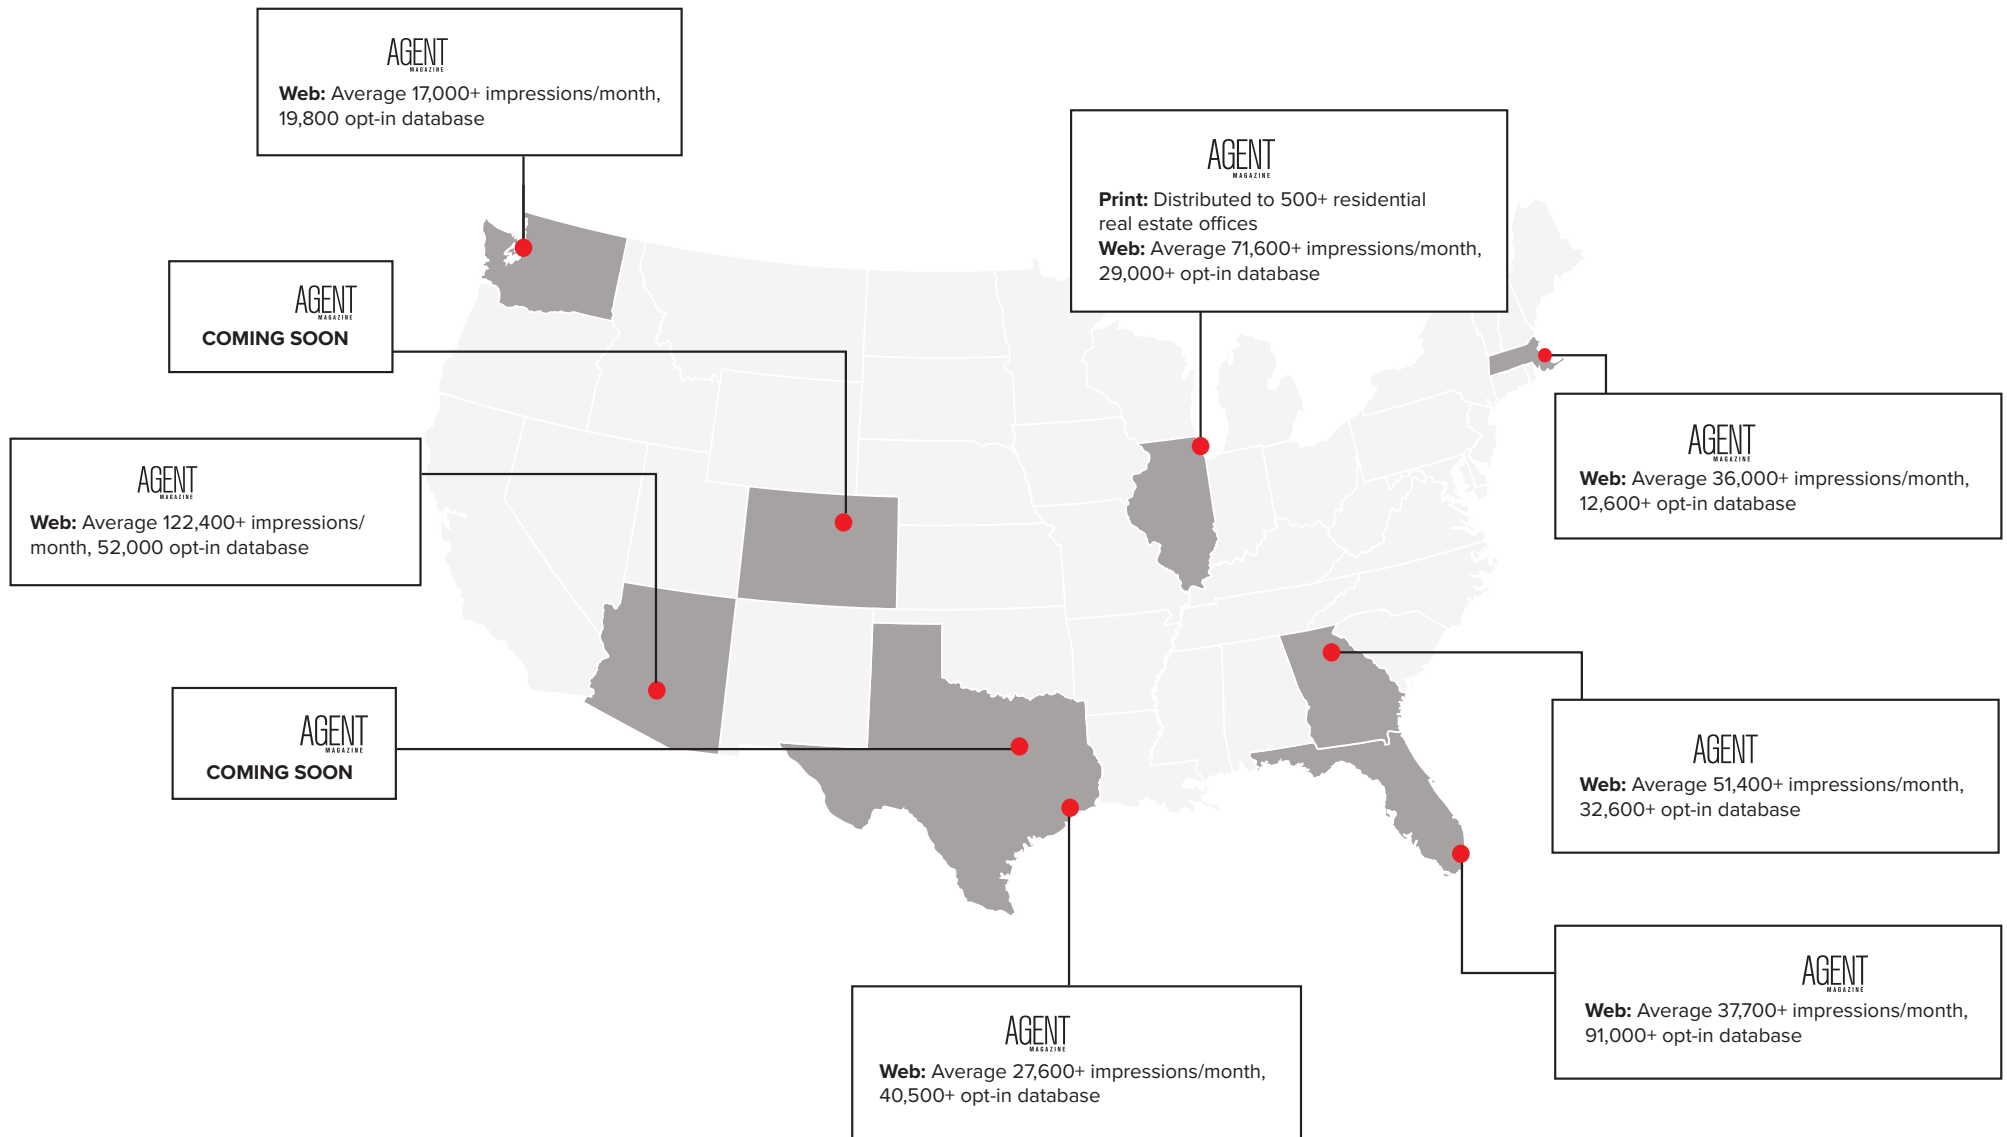 AGENT
MAGAZINE
Web: Average 17,000+ impressions/month,
19,800 opt-in database
AGENT
MAGAZINE
Print: Distributed to 500+ residential
real estate offices
Web: Average 71,600+ impressions/month,
29,000+ opt-in database
AGENT
MAGAZINE
COMING SOON
AGENT
MAGAZINE
Web: Average 36,000+ impressions/month,
12,600+ opt-in database
AGENT
MAGAZINE
Web: Average 122,400+ impressions/
month, 52,000 opt-in database
AGENT
MAGAZINE
COMING SOON
AGENT
Web: Average 51,400+ impressions/month,
32,600+ opt-in database
AGENT
MAGAZINE
Web: Average 37,700+ impressions/month,
91,000+ opt-in database
AGENT
MAGAZINE
Web: Average 27,600+ impressions/month,
40,500+ opt-in database